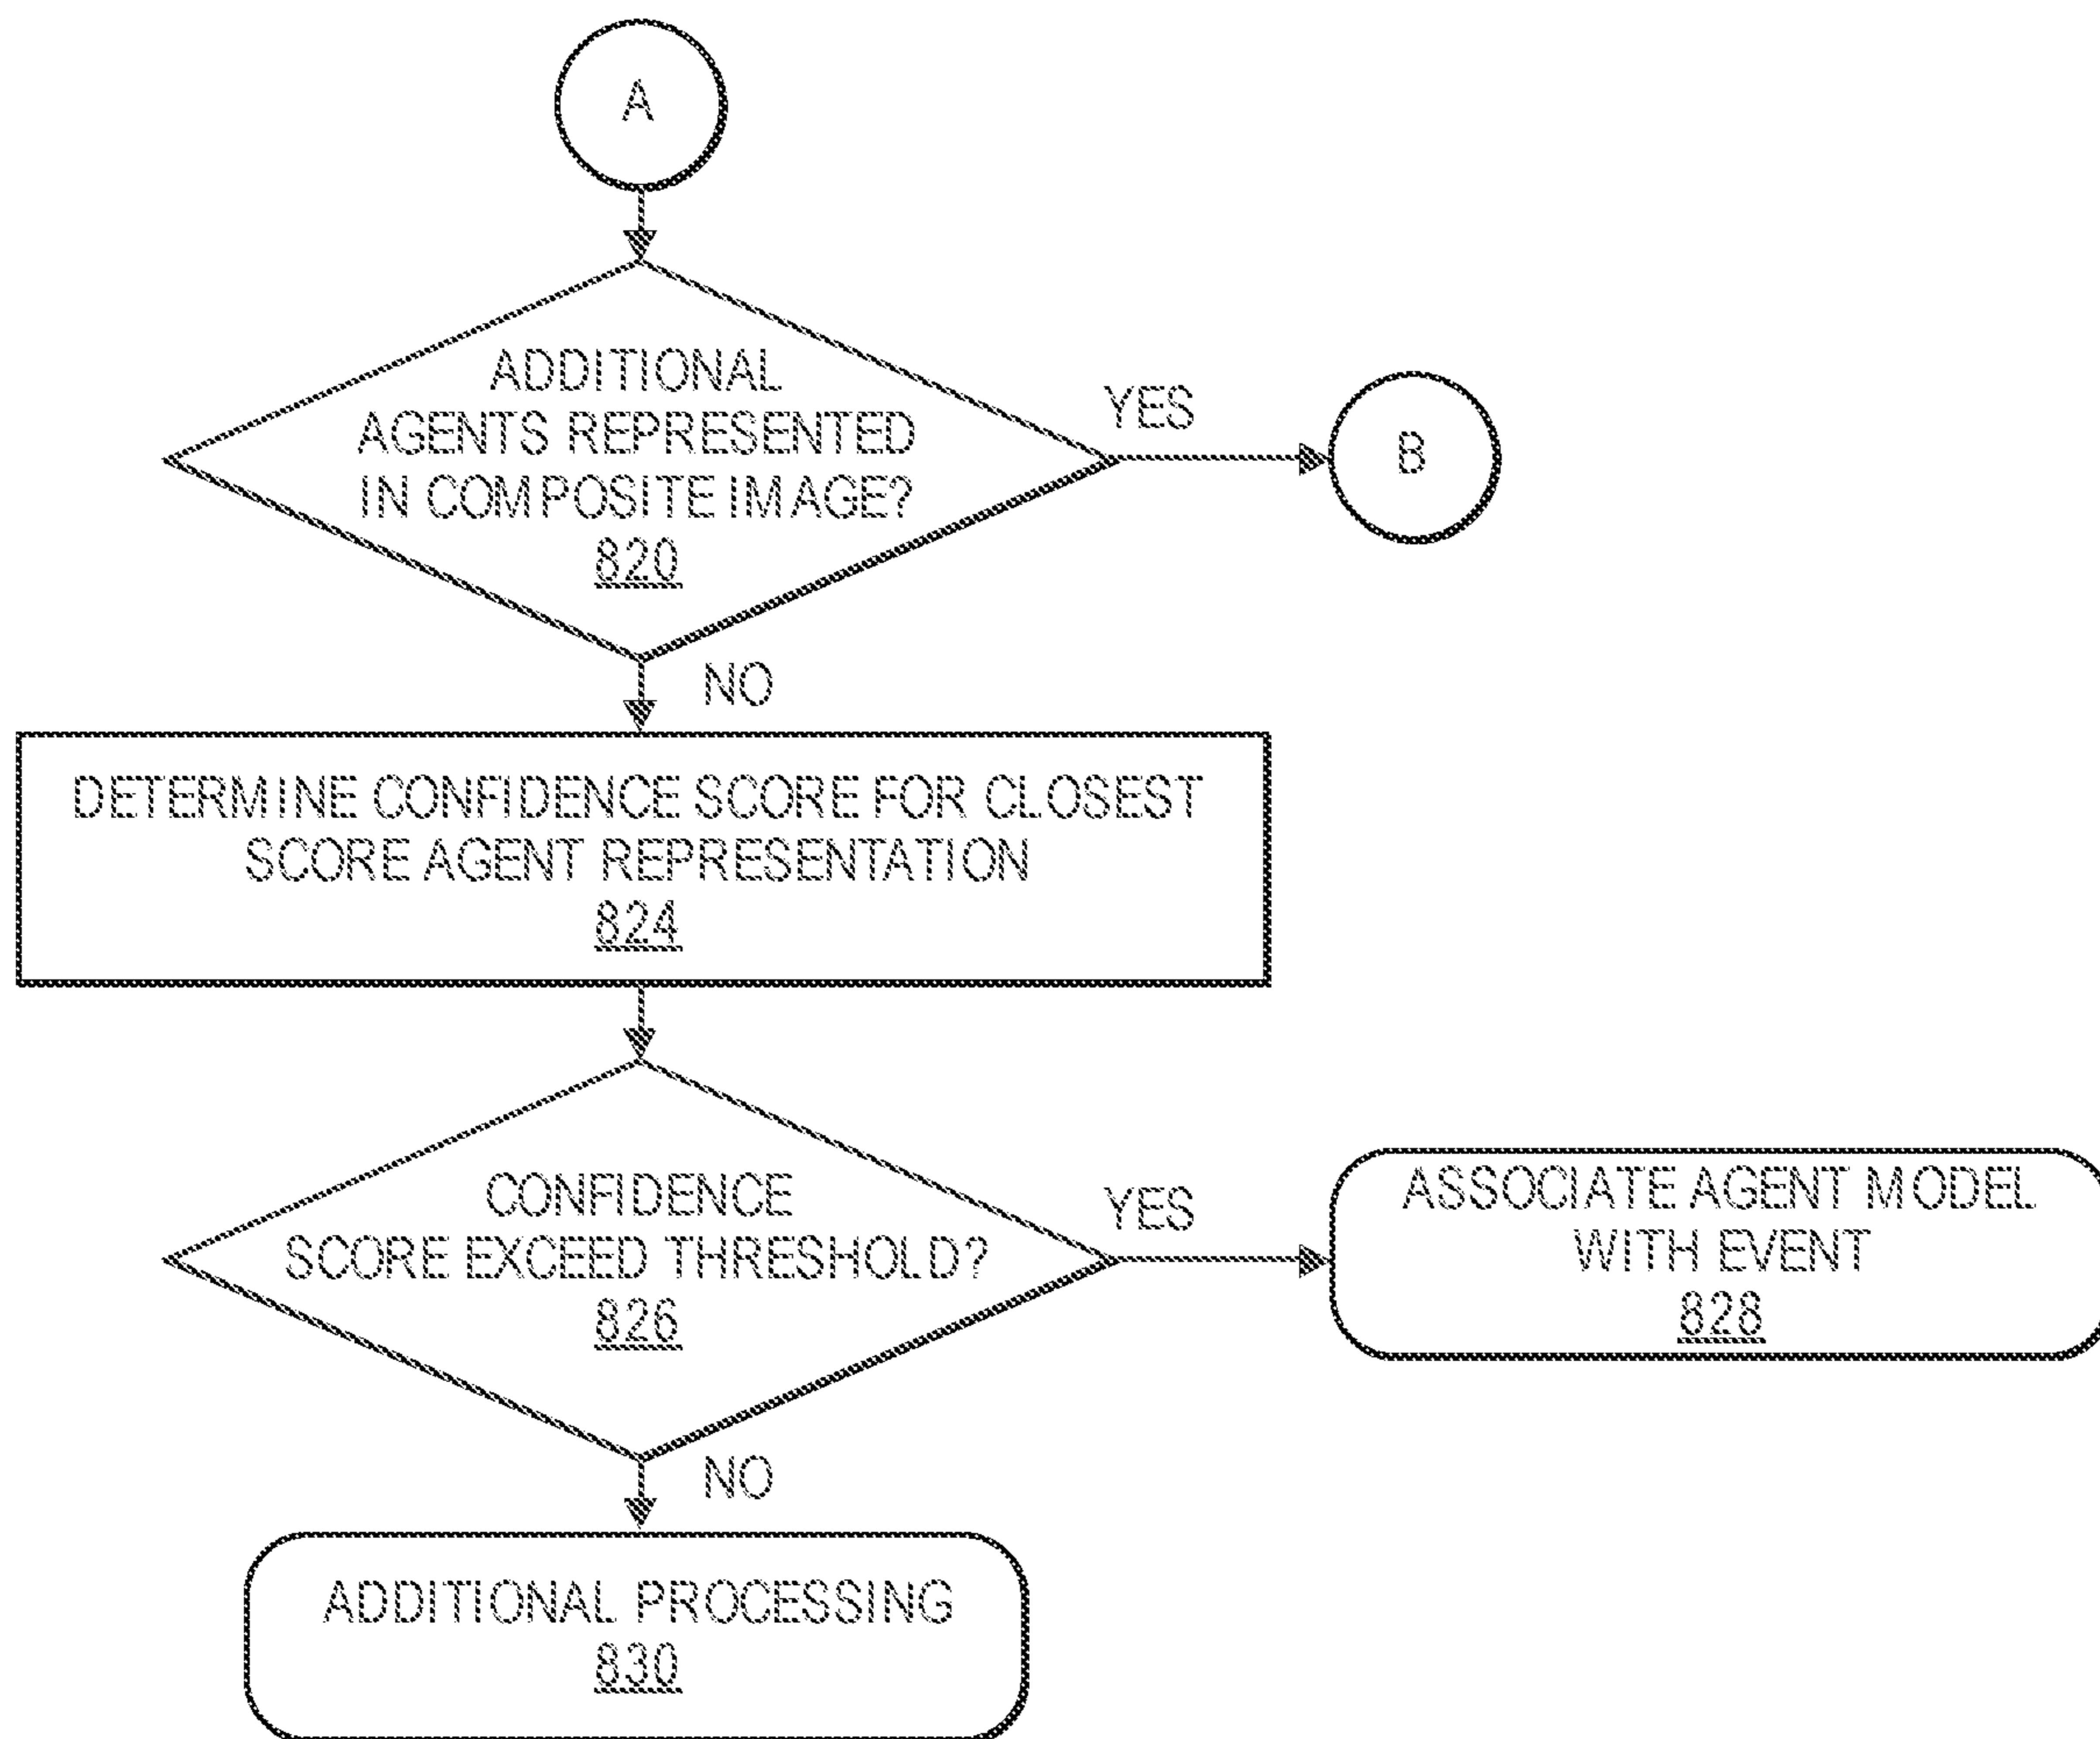 A
ADDITIONAL
AGENTS REPRESENTED
IN COMPOSITE IMAGE?
820
YES
B
NO
DETERMINE CONFIDENCE SCORE FOR CLOSEST
SCORE AGENT REPRESENTATION
824
CONFIDENCE
SCORE EXCEED THRESHOLD?
826
YES
ASSOCIATE AGENT MODEL
WITH EVENT
828
NO
ADDITIONAL PROCESSING
830